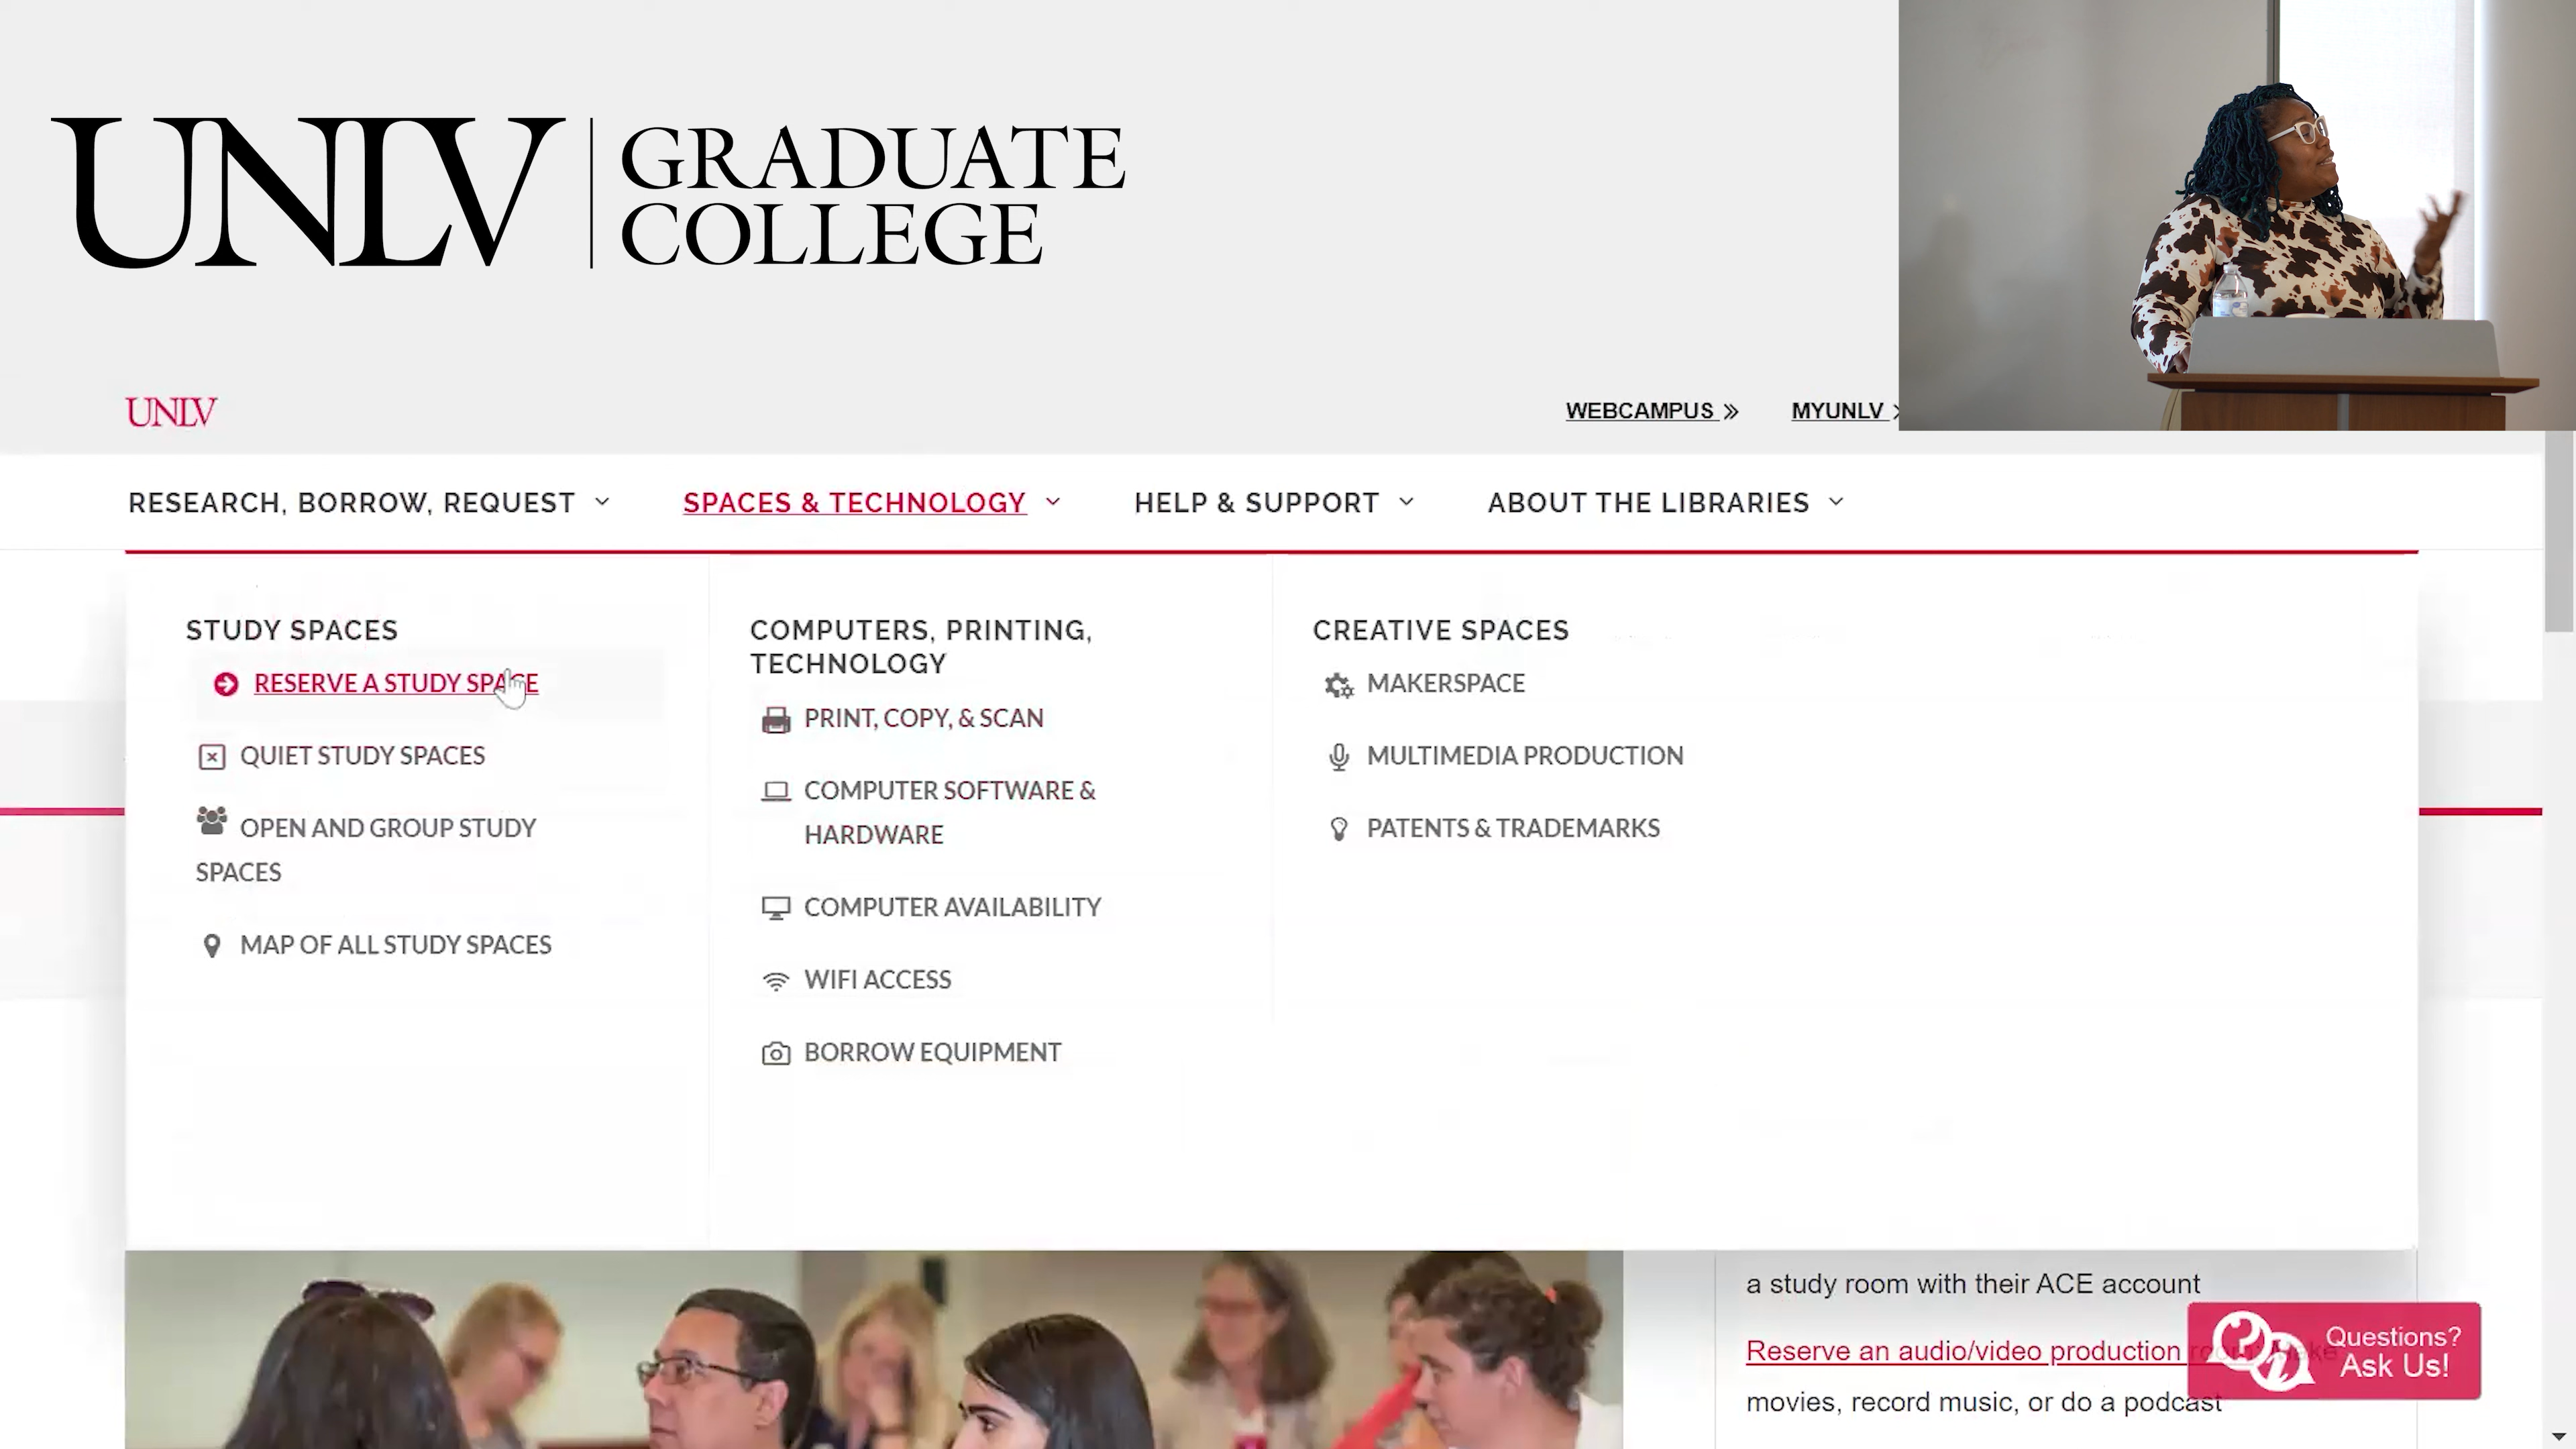 UNLV
GRADUATE
COLLEGE
UNLV
WEBCAMPUS
MYUNLV
RESEARCH, BORROW, REQUEST
SPACES & TECHNOLOGY
HELP & SUPPORT
ABOUT THE LIBRARIES
STUDY SPACES
RESERVE A STUDY SPACE
QUIET STUDY SPACES
OPEN AND GROUP STUDY
SPACES
MAP OF ALL STUDY SPACES
COMPUTERS, PRINTING,
TECHNOLOGY
PRINT, COPY, & SCAN
COMPUTER SOFTWARE &
HARDWARE
COMPUTER AVAILABILITY
WIFI ACCESS
BORROW EQUIPMENT
CREATIVE SPACES
MAKERSPACE
MULTIMEDIA PRODUCTION
PATENTS & TRADEMARKS
a study room with their ACE account
Reserve an audio/video production
movies, record music, or do a podcast
Questions?
Ask Us!